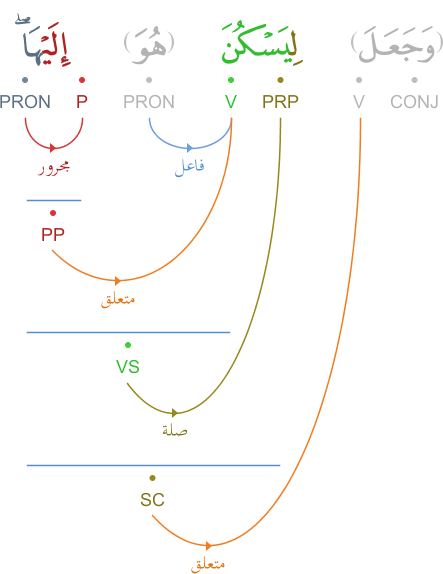 (وَجَعَلَ) لِيَسْكُنَ (هُوَ) إِلَيْهَا ۖ
CONJ V PRP V PRON P PRON
فاعل
مجرور
PP
متعلق
VS
صلة
SC
متعلق